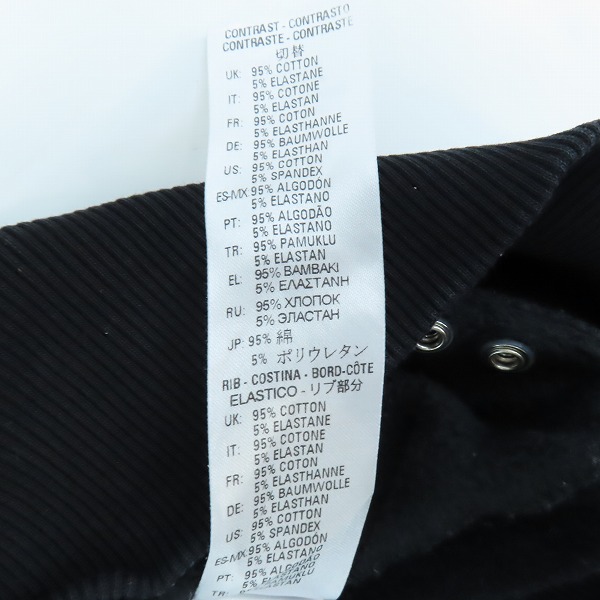 CONTRAST - CONTRASTO
CONTRASTE - CONTRASTE
切替
UK: 95% COTTON
5% ELASTANE
IT: 95% COTONE
5% ELASTAN
FR: 95% COTON
5% ELASTHANNE
DE: 95% BAUMWOLLE
5% ELASTHAN
US: 95% COTTON
5% SPANDEX
ES-MX: 95% ALGODÓN
5% ELASTANO
PT: 95% ALGODÃO
5% ELASTANO
TR: 95% PAMUKLU
5% ELASTAN
EL: 95% ΒΑΜΒΑΚΙ
5% ΕΛΑΣΤΑΝΗ
RU: 95% ХЛОПОК
5% ЭЛАСТАН
JP: 95% 綿
5% ポリウレタン
RIB - COSTINA - BORD-CÔTE
ELASTICO - リブ部分
UK: 95% COTTON
5% ELASTANE
IT: 95% COTONE
5% ELASTAN
FR: 95% COTON
5% ELASTHANNE
DE: 95% BAUMWOLLE
5% ELASTHAN
US: 95% COTTON
5% SPANDEX
ES-MX: 95% ALGODÓN
5% ELASTANO
PT: 95% ALGODÃO
5% ELASTANO
TR: 95% PAMUKLU
5% ELASTAN